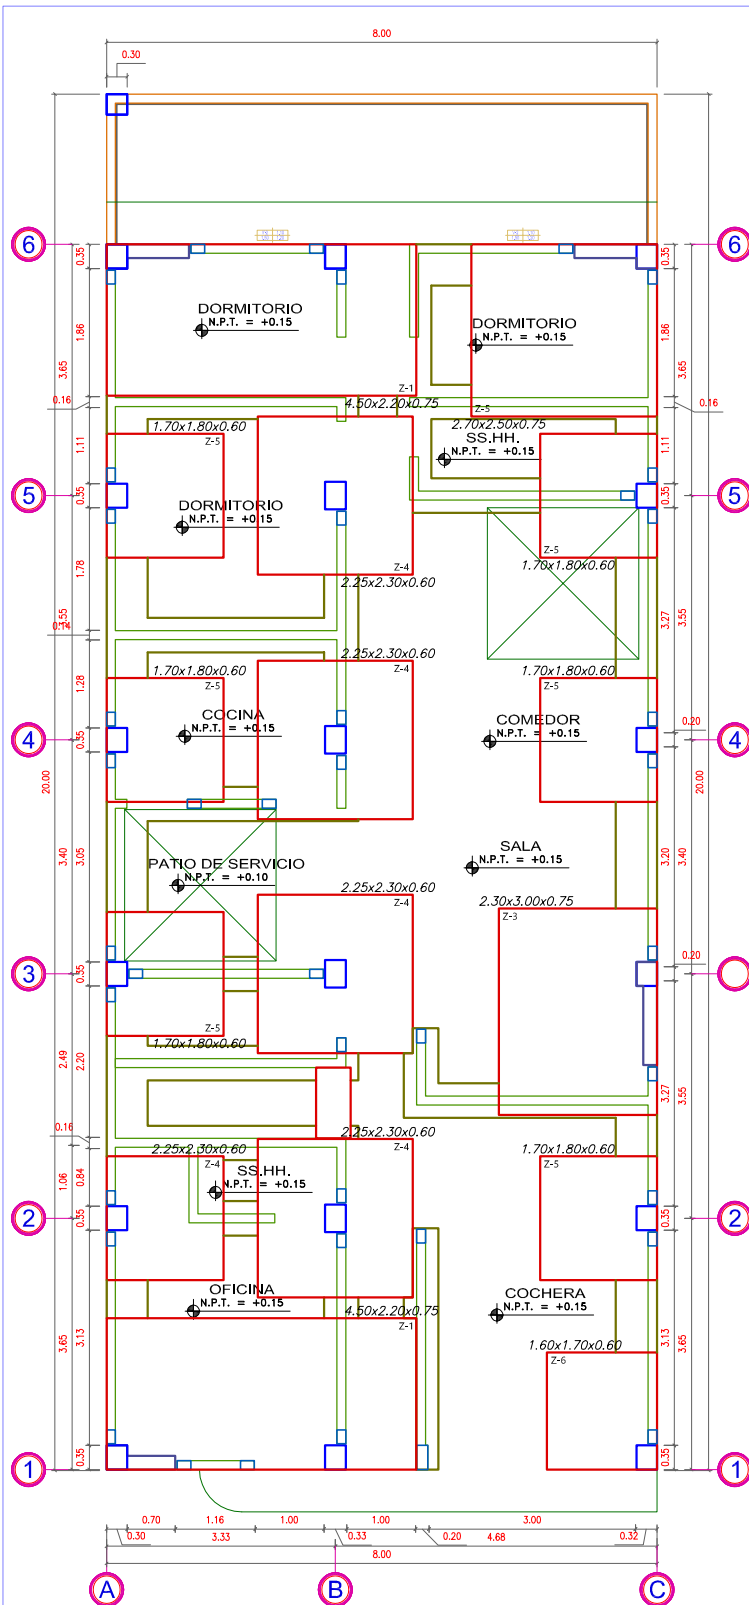 8.00
0.30
6
6
0.35
0.35
DORMITORIO
N.P.T. = +0.15
DORMITORIO
N.P.T. = +0.15
1.86
1.86
3.65
3.65
Z-1
4.50x2.20x0.75
0.16
0.16
Z-5
2.70x2.50x0.75
1.70x1.80x0.60
Z-5
SS.HH.
N.P.T. = +0.15
Z-5
1.11
1.11
5
5
0.35
0.35
DORMITORIO
N.P.T. = +0.15
Z-4
2.25x2.30x0.60
1.70x1.80x0.60
1.78
3.55
3.27
3.55
0.14
2.25x2.30x0.60
Z-4
1.70x1.80x0.60
Z-5
1.70x1.80x0.60
Z-5
1.28
COCINA
N.P.T. = +0.15
COMEDOR
N.P.T. = +0.15
0.20
4
4
0.35
20.00
20.00
SALA
N.P.T. = +0.15
PATIO DE SERVICIO
N.P.T. = +0.10
3.40
3.05
3.20
3.40
2.25x2.30x0.60
Z-4
2.30x3.00x0.75
Z-3
3
0.35
0.20
Z-5
1.70x1.80x0.60
2.49
2.20
3.27
3.55
0.16
2.25x2.30x0.60
Z-4
2.25x2.30x0.60
Z-4
1.70x1.80x0.60
Z-5
SS.HH.
N.P.T. = +0.15
1.06
0.84
2
2
0.35
0.35
OFICINA
N.P.T. = +0.15
COCHERA
N.P.T. = +0.15
4.50x2.20x0.75
Z-1
1.60x1.70x0.60
Z-6
3.65
3.13
3.13
3.65
1
1
0.35
0.35
0.70
1.16
1.00
1.00
3.00
0.30
3.33
0.33
0.20
4.68
0.32
8.00
A
B
C